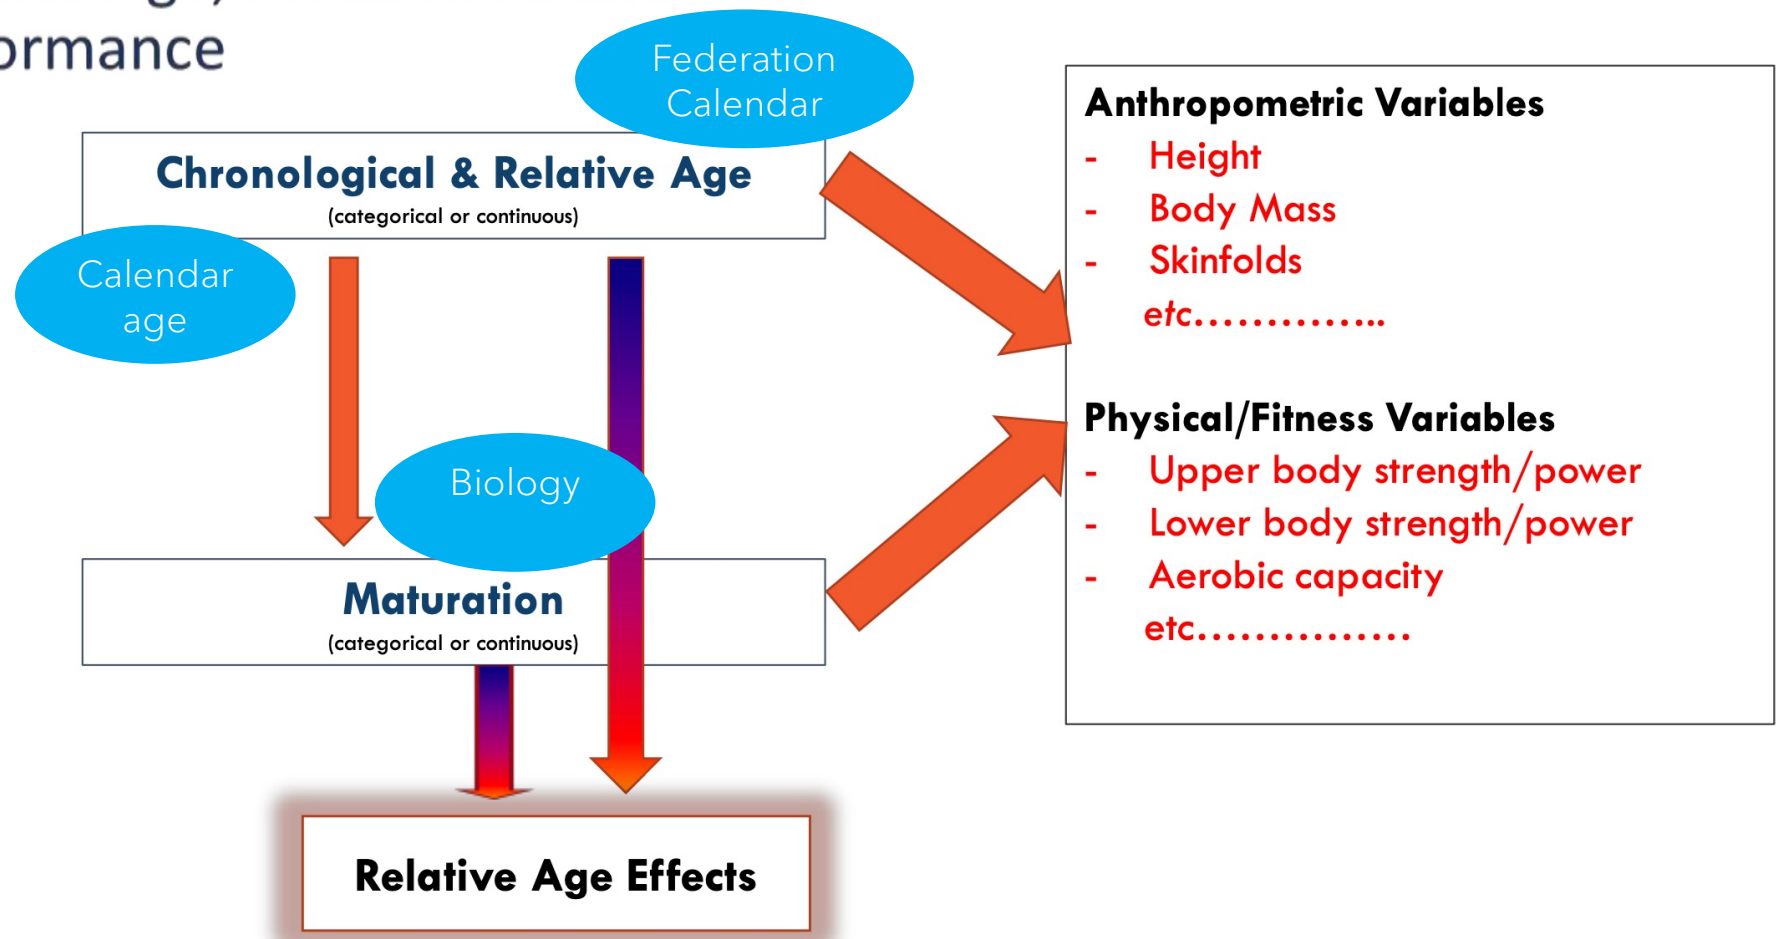 ormance
Federation
Calendar
Chronological & Relative Age
(categorical or continuous)
Calendar
age
Biology
Maturation
(categorical or continuous)
Relative Age Effects
Anthropometric Variables
- Height
- Body Mass
- Skinfolds
etc…………..
Physical/Fitness Variables
- Upper body strength/power
- Lower body strength/power
- Aerobic capacity
etc……………